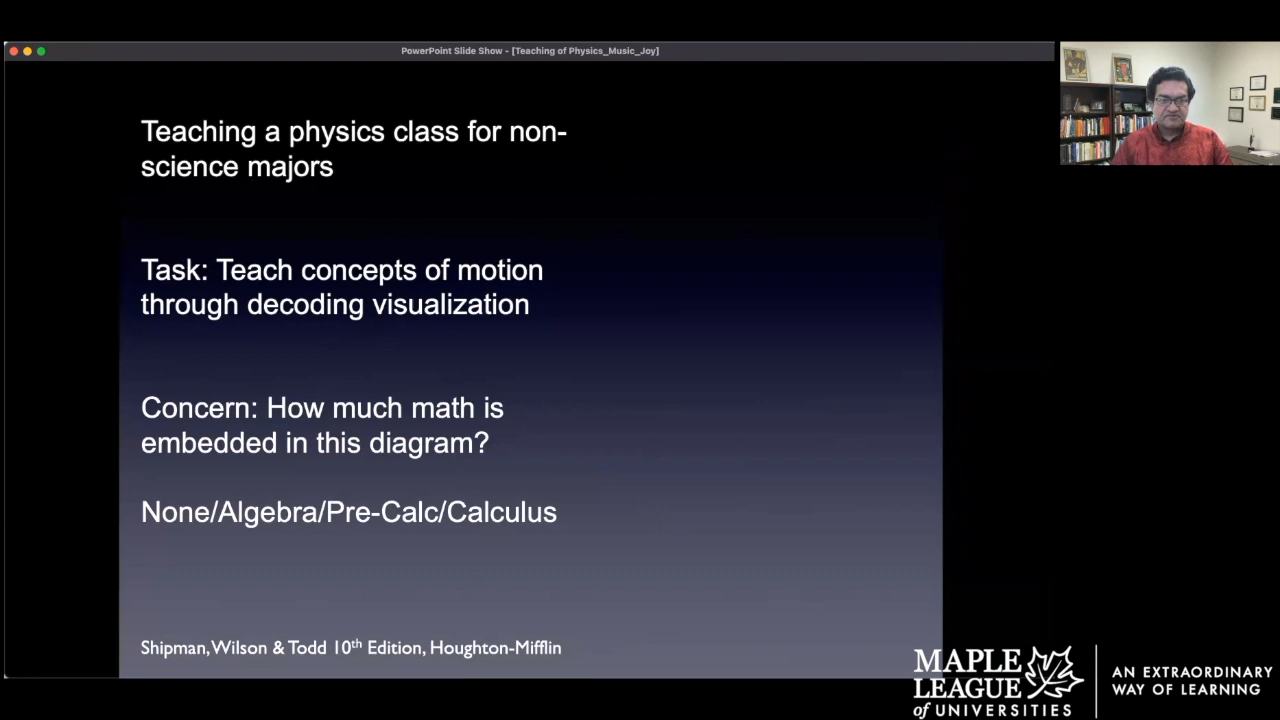 PowerPoint Slide Show - [Teaching of Physics_Music_Joy]
Teaching a physics class for non-
science majors
Task: Teach concepts of motion
through decoding visualization
Concern: How much math is
embedded in this diagram?
None/Algebra/Pre-Calc/Calculus
Shipman, Wilson & Todd 10th Edition, Houghton-Mifflin
MAPLE
LEAGUE
of UNIVERSITIES
AN EXTRAORDINARY
WAY OF LEARNING